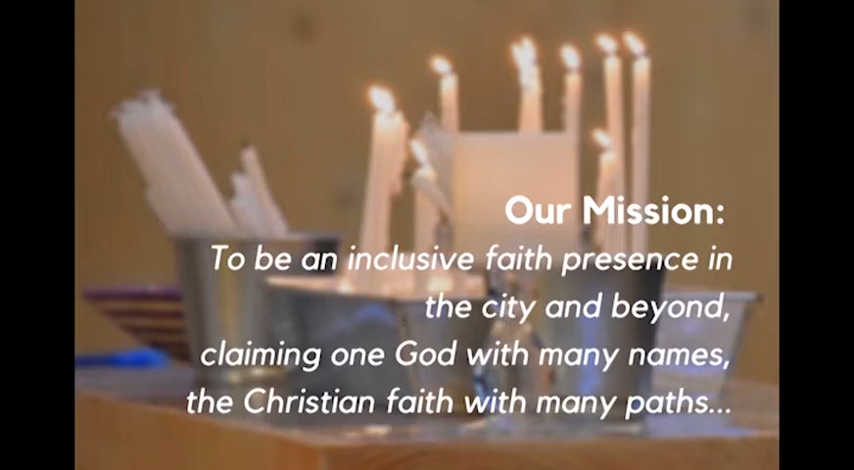 Our Mission:
To be an inclusive faith presence in
the city and beyond,
claiming one God with many names,
the Christian faith with many paths...